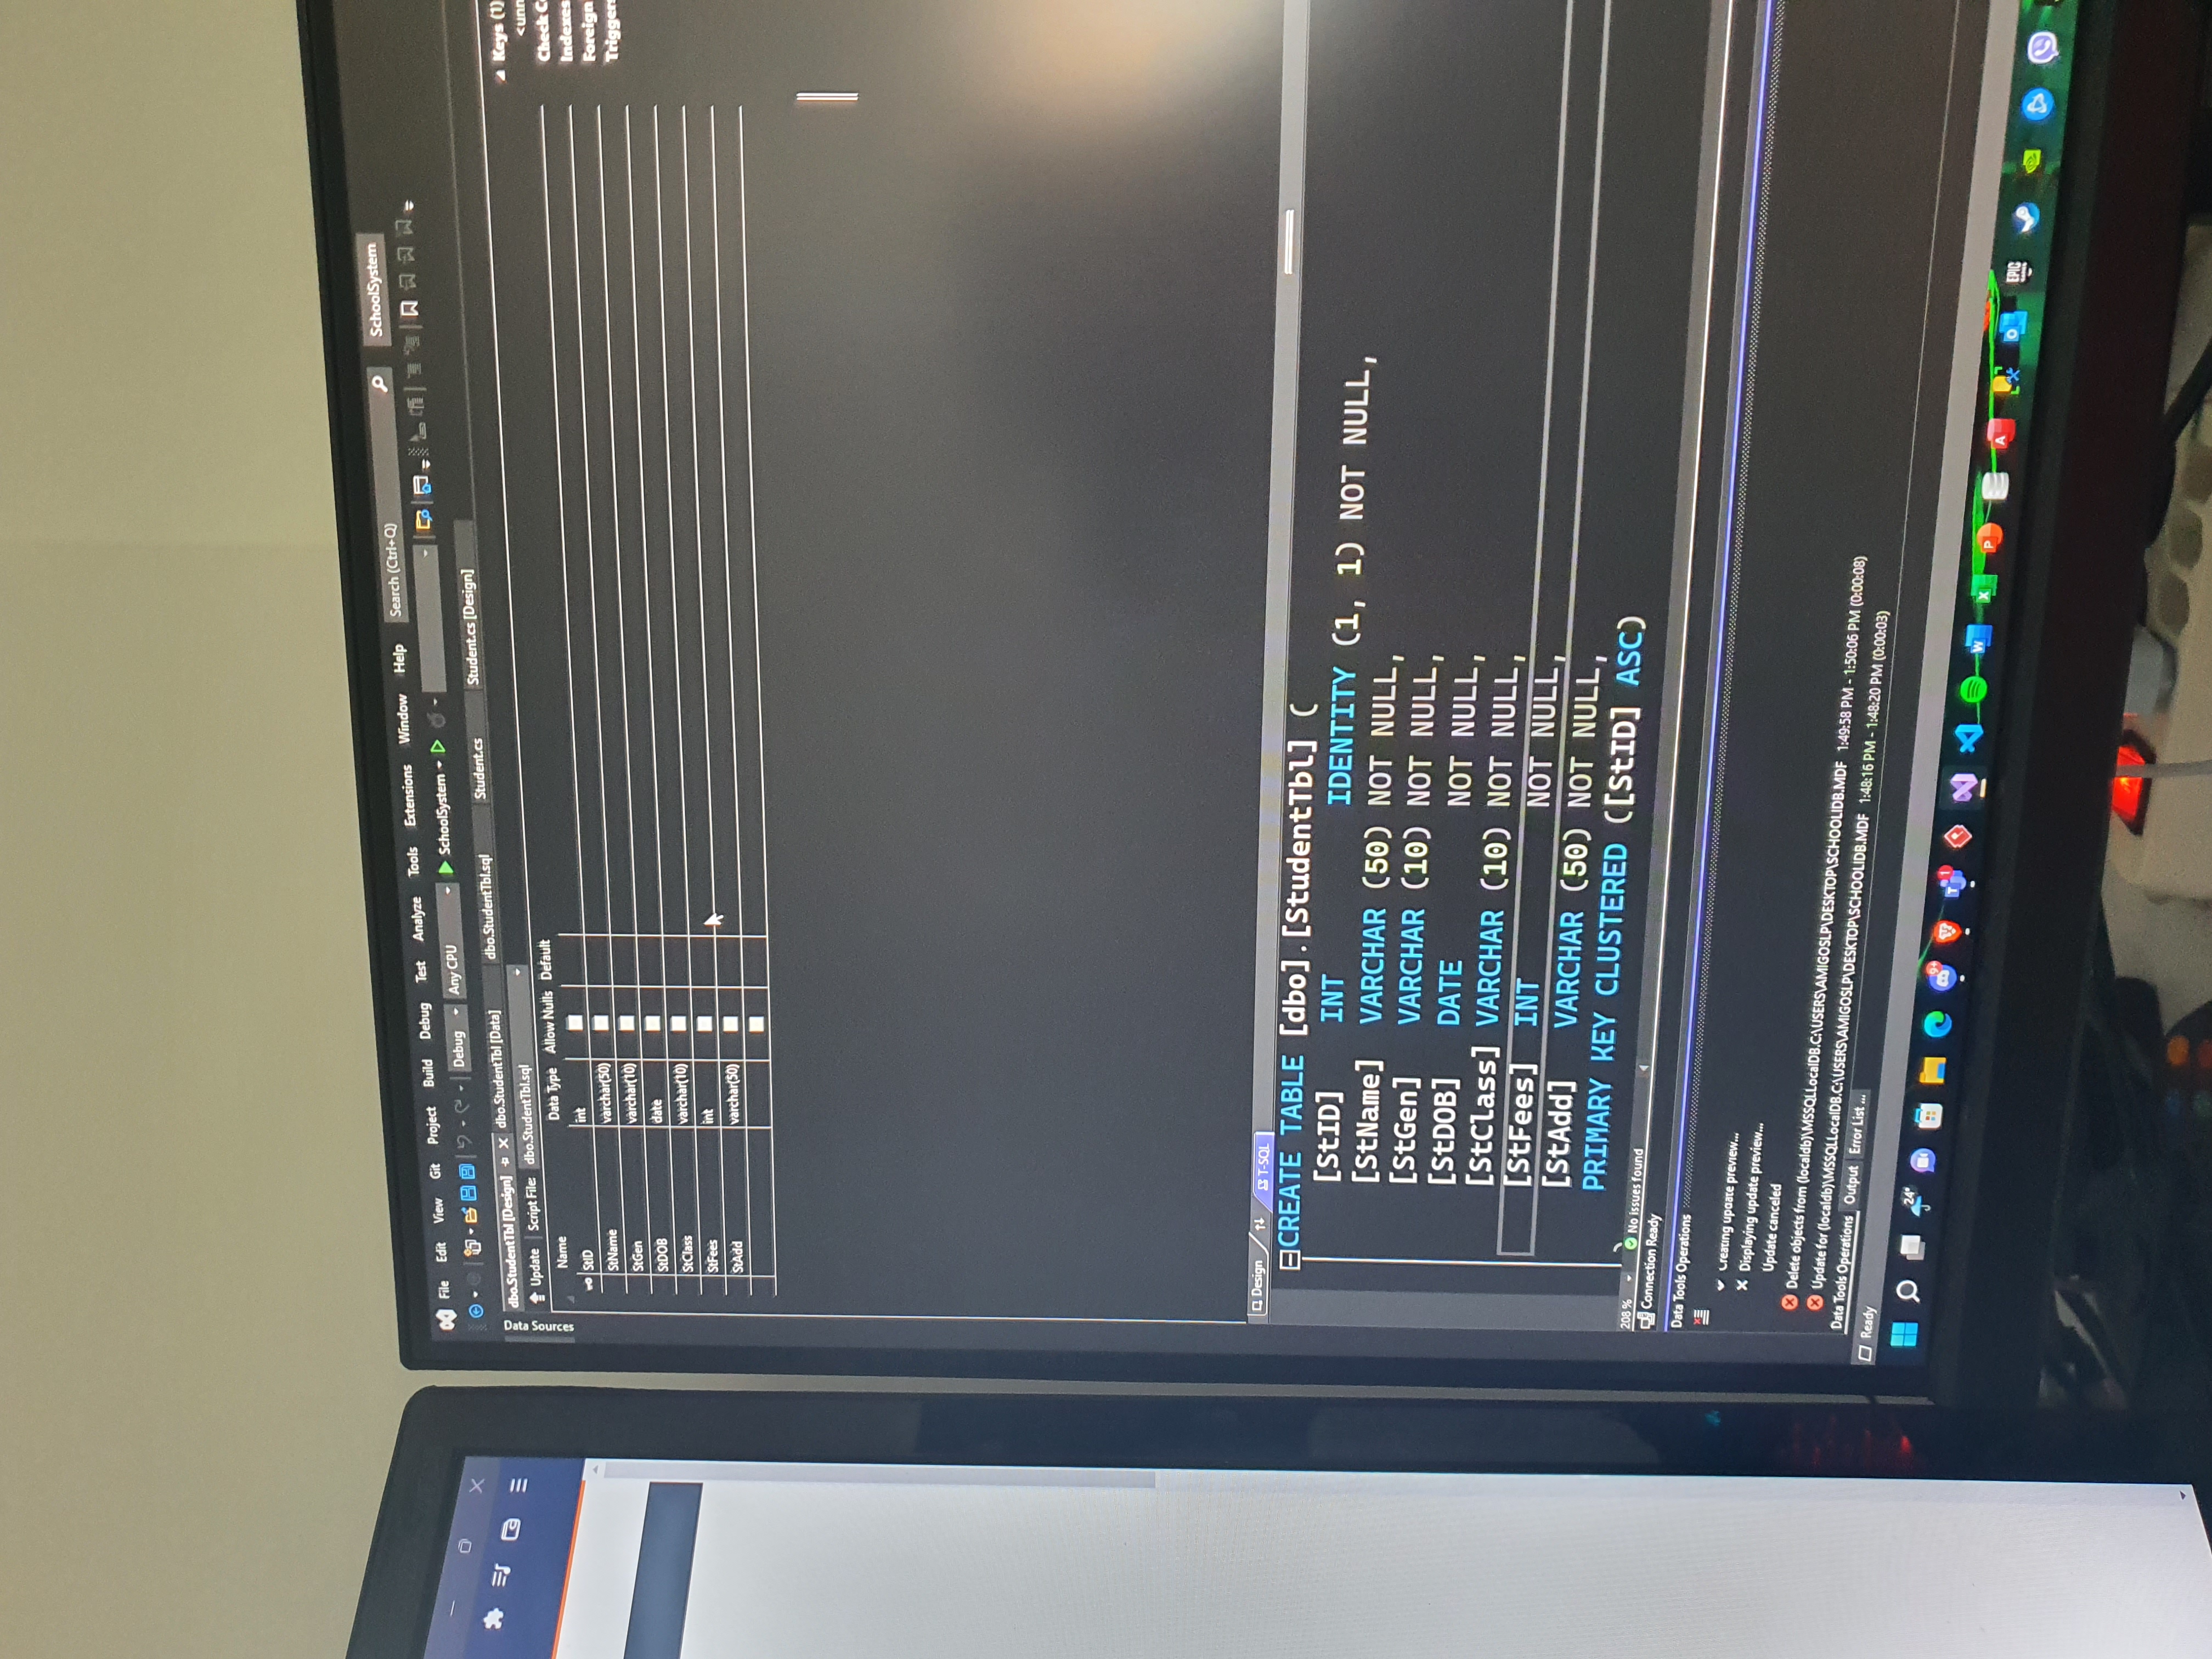 File Edit View Git Project Build Debug Test Analyze Tools Extensions Window Help Search (Ctrl+Q) SchoolSystem
Debug Any CPU SchoolSystem
dbo.StudentTbl [Design] dbo.StudentTbl [Data] dbo.StudentTbl.sql Student.cs Student.cs [Design]
Data Sources
Update Script File: dbo.StudentTbl.sql
Name Data Type Allow Nulls Default
StID int
StName varchar(50)
StGen varchar(10)
StDOB date
StClass varchar(10)
StFees int
StAdd varchar(50)
Keys (1)
<unn
Check C
Indexes
Foreign
Triggers
Design T-SQL
CREATE TABLE [dbo].[StudentTbl] (
[StID] INT IDENTITY (1, 1) NOT NULL,
[StName] VARCHAR (50) NOT NULL,
[StGen] VARCHAR (10) NOT NULL,
[StDOB] DATE NOT NULL,
[StClass] VARCHAR (10) NOT NULL,
[StFees] INT NOT NULL,
[StAdd] VARCHAR (50) NOT NULL,
PRIMARY KEY CLUSTERED ([StID] ASC)
)
208 % No issues found
Connection Ready
Data Tools Operations
Creating update preview...
Displaying update preview...
Update canceled
Delete objects from (localdb)\MSSQLLocalDB.C:\USERS\AMIGOSLP\DESKTOP\SCHOOLIDB.MDF 1:49:58 PM - 1:50:06 PM (0:00:08)
Update for (localdb)\MSSQLLocalDB.C:\USERS\AMIGOSLP\DESKTOP\SCHOOLIDB.MDF 1:48:16 PM - 1:48:20 PM (0:00:03)
Data Tools Operations Output Error List ...
Ready
24°
9+
1
EPIC